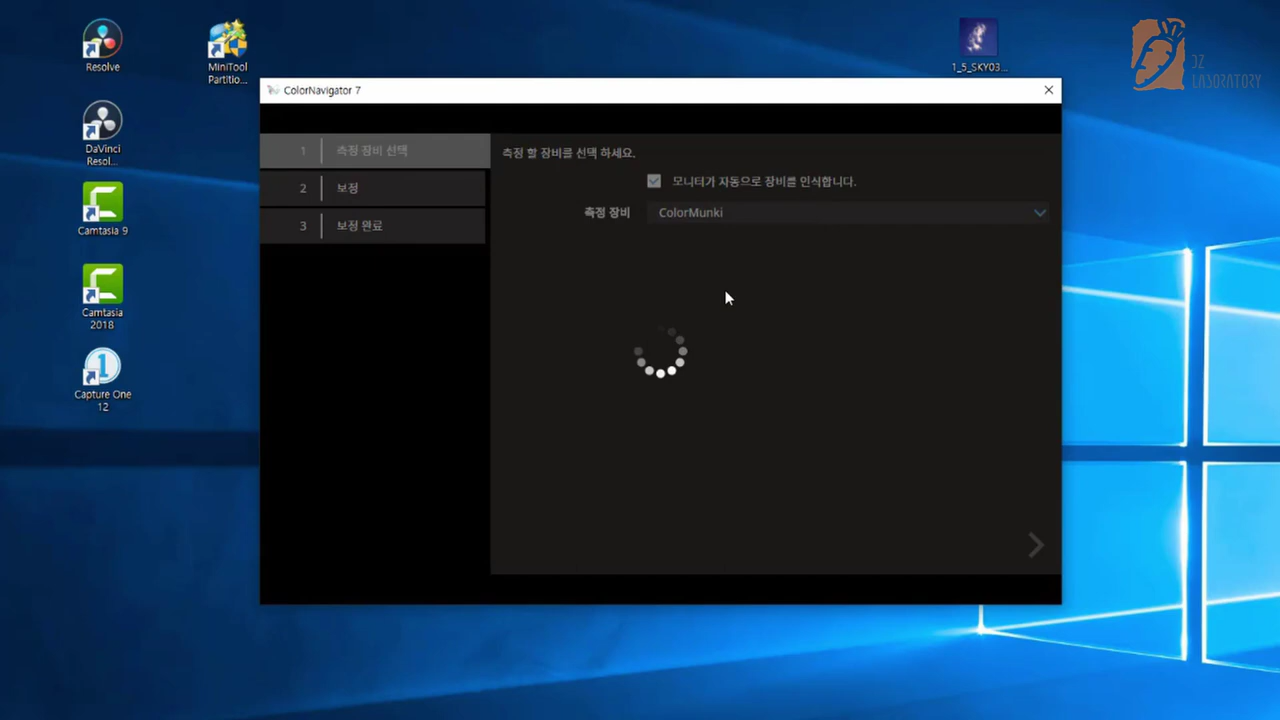 Resolve
MiniTool
Partitio...
1_5_SKY03...
JZ
LABORATORY
ColorNavigator 7
DaVinci
Resol...
1 측정 장비 선택
측정 할 장비를 선택 하세요.
모니터가 자동으로 장비를 인식합니다.
2 보정
측정 장비 ColorMunki
3 보정 완료
Camtasia 9
Camtasia
2018
1
Capture One
12